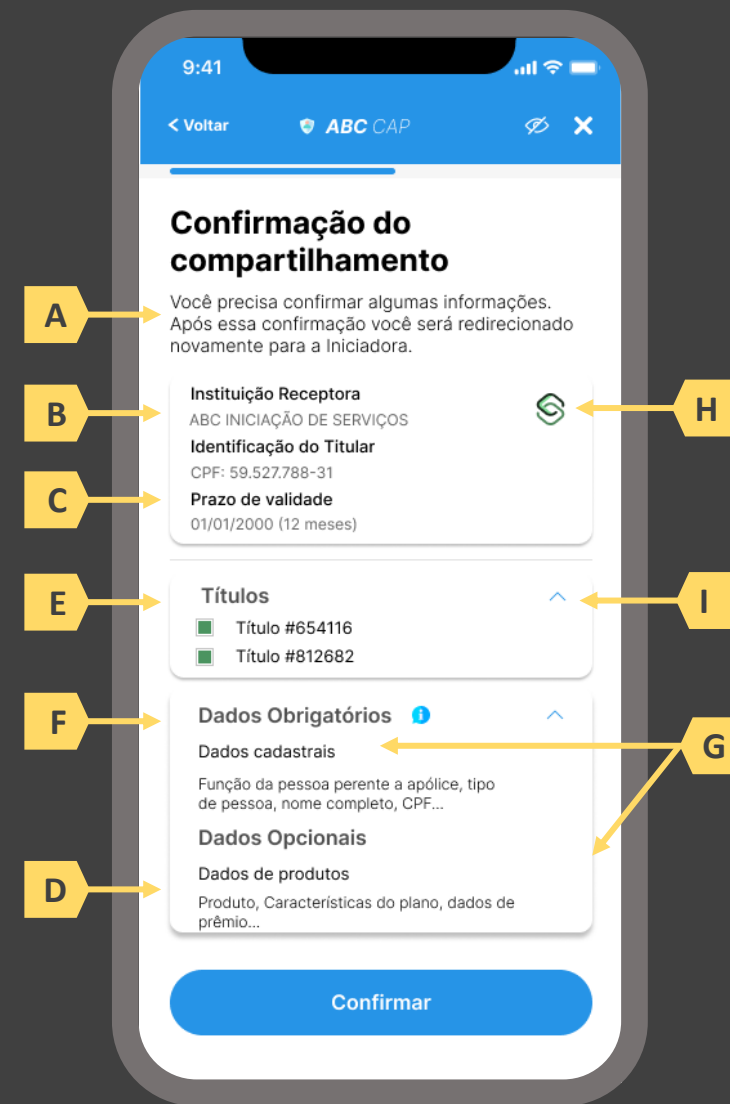 9:41
< Voltar
ABC CAP
Confirmação do
compartilhamento
A
Você precisa confirmar algumas informações.
Após essa confirmação você será redirecionado
novamente para a Iniciadora.
B
Instituição Receptora
ABC INICIAÇÃO DE SERVIÇOS
H
Identificação do Titular
CPF: 59.527.788-31
C
Prazo de validade
01/01/2000 (12 meses)
E
Títulos
I
Título #654116
Título #812682
F
Dados Obrigatórios
G
Dados cadastrais
Função da pessoa perente a apólice, tipo
de pessoa, nome completo, CPF...
Dados Opcionais
D
Dados de produtos
Produto, Características do plano, dados de
prêmio...
Confirmar